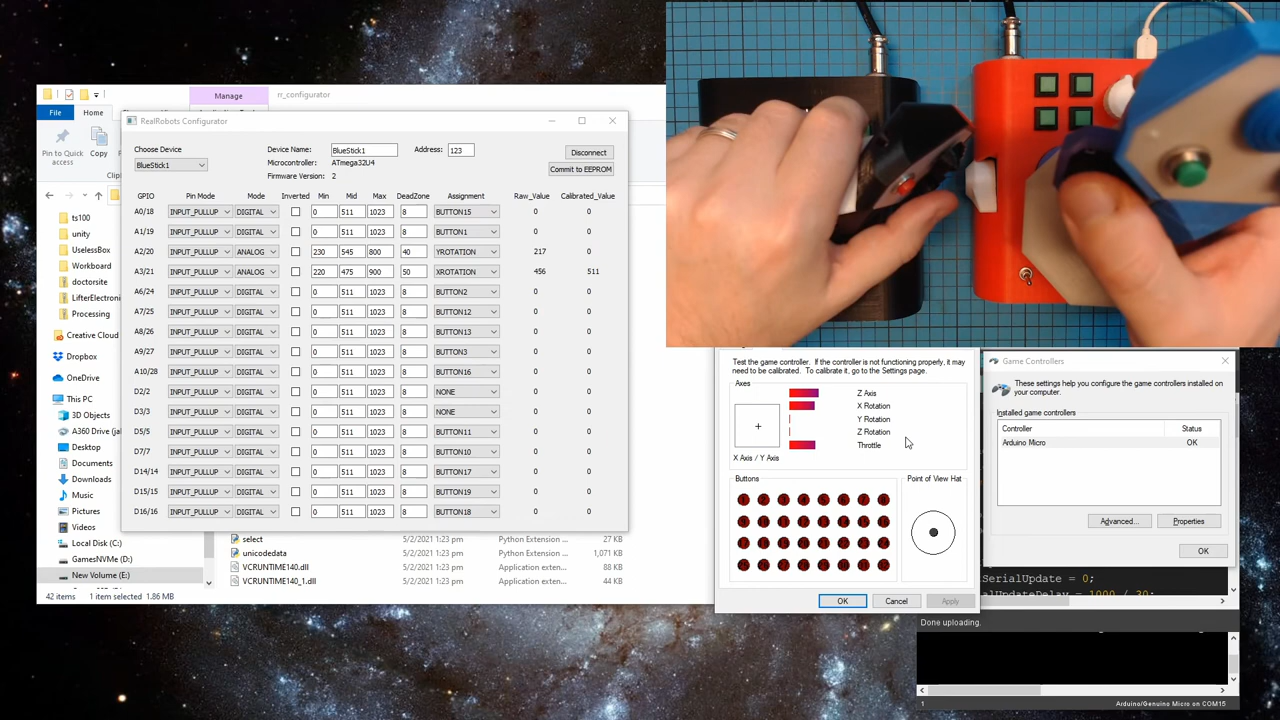 Manage
rr_configurator
File
Home
Pin to Quick access
Copy
Clip
RealRobots Configurator
Choose Device
BlueStick1
Device Name: BlueStick1 Address: 123
Microcontroller: ATmega32U4
Firmware Version: 2
Disconnect
Commit to EEPROM
GPIO Pin Mode Mode Inverted Min Mid Max DeadZone Assignment Raw_Value Calibrated_Value
A0/18 INPUT_PULLUP DIGITAL 0 511 1023 8 BUTTON15 0 0
A1/19 INPUT_PULLUP DIGITAL 0 511 1023 8 BUTTON1 0 0
A2/20 INPUT_PULLUP ANALOG 230 545 800 40 YROTATION 217 0
A3/21 INPUT_PULLUP ANALOG 220 475 900 50 XROTATION 456 511
A6/24 INPUT_PULLUP DIGITAL 0 511 1023 8 BUTTON2 0 0
A7/25 INPUT_PULLUP DIGITAL 0 511 1023 8 BUTTON12 0 0
A8/26 INPUT_PULLUP DIGITAL 0 511 1023 8 BUTTON13 0 0
A9/27 INPUT_PULLUP DIGITAL 0 511 1023 8 BUTTON3 0 0
A10/28 INPUT_PULLUP DIGITAL 0 511 1023 8 BUTTON16 0 0
D2/2 INPUT_PULLUP DIGITAL 0 511 1023 8 NONE 0 0
D3/3 INPUT_PULLUP DIGITAL 0 511 1023 8 NONE 0 0
D5/5 INPUT_PULLUP DIGITAL 0 511 1023 8 BUTTON11 0 0
D7/7 INPUT_PULLUP DIGITAL 0 511 1023 8 BUTTON10 0 0
D14/14 INPUT_PULLUP DIGITAL 0 511 1023 8 BUTTON17 0 0
D15/15 INPUT_PULLUP DIGITAL 0 511 1023 8 BUTTON19 0 0
D16/16 INPUT_PULLUP DIGITAL 0 511 1023 8 BUTTON18 0 0
ts100
unity
UselessBox
Workboard
doctorsite
LifterElectroni
Processing
Creative Cloud
Dropbox
OneDrive
This PC
3D Objects
A360 Drive (jal
Desktop
Documents
Downloads
Music
Pictures
Videos
Local Disk (C:)
GamesNVMe (D:)
New Volume (E:)
select 5/2/2021 1:23 pm Python Extension ... 27 KB
unicodedata 5/2/2021 1:23 pm Python Extension ... 1,071 KB
VCRUNTIME140.dll 5/2/2021 1:23 pm Application exten... 88 KB
VCRUNTIME140_1.dll 5/2/2021 1:23 pm Application exten... 44 KB
42 items 1 item selected 1.86 MB
Test the game controller. If the controller is not functioning properly, it may
need to be calibrated. To calibrate it, go to the Settings page.
Axes
Z Axis
X Rotation
Y Rotation
Z Rotation
Throttle
X Axis / Y Axis
Buttons
Point of View Hat
OK Cancel Apply
Game Controllers
These settings help you configure the game controllers installed on
your computer.
Installed game controllers
Controller Status
Arduino Micro OK
Advanced... Properties
OK
SerialUpdate = 0;
alUpdateDelay = 1000 / 30;
Done uploading.
1 Arduino/Genuino Micro on COM15